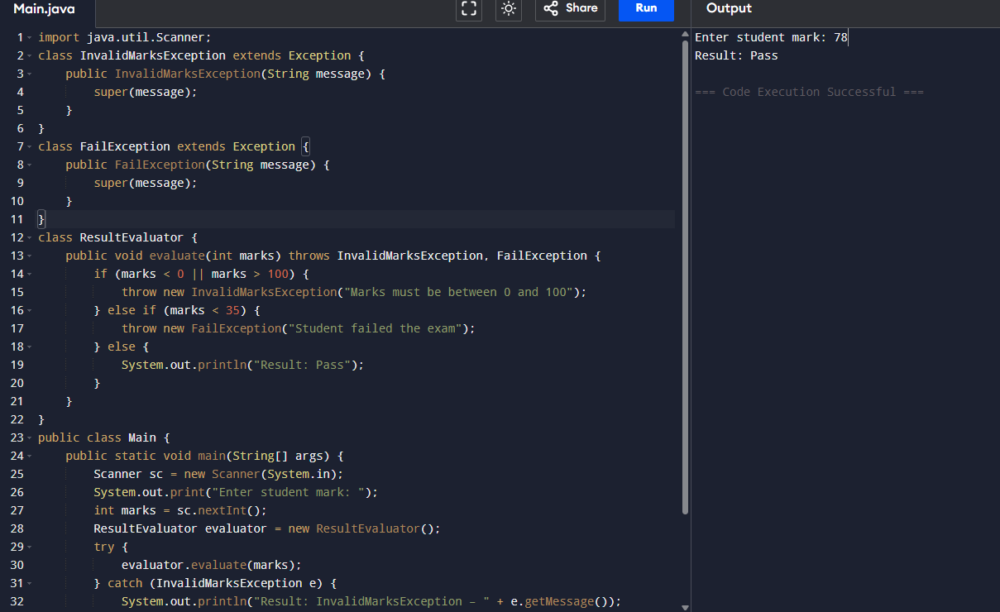 Main.java
Share
Run
Output
1 import java.util.Scanner;
2 class InvalidMarksException extends Exception {
3     public InvalidMarksException(String message) {
4         super(message);
5     }
6 }
7 class FailException extends Exception {
8     public FailException(String message) {
9         super(message);
10     }
11 }
12 class ResultEvaluator {
13     public void evaluate(int marks) throws InvalidMarksException, FailException {
14         if (marks < 0 || marks > 100) {
15             throw new InvalidMarksException("Marks must be between 0 and 100");
16         } else if (marks < 35) {
17             throw new FailException("Student failed the exam");
18         } else {
19             System.out.println("Result: Pass");
20         }
21     }
22 }
23 public class Main {
24     public static void main(String[] args) {
25         Scanner sc = new Scanner(System.in);
26         System.out.print("Enter student mark: ");
27         int marks = sc.nextInt();
28         ResultEvaluator evaluator = new ResultEvaluator();
29         try {
30             evaluator.evaluate(marks);
31         } catch (InvalidMarksException e) {
32             System.out.println("Result: InvalidMarksException – " + e.getMessage());
Enter student mark: 78
Result: Pass
=== Code Execution Successful ===